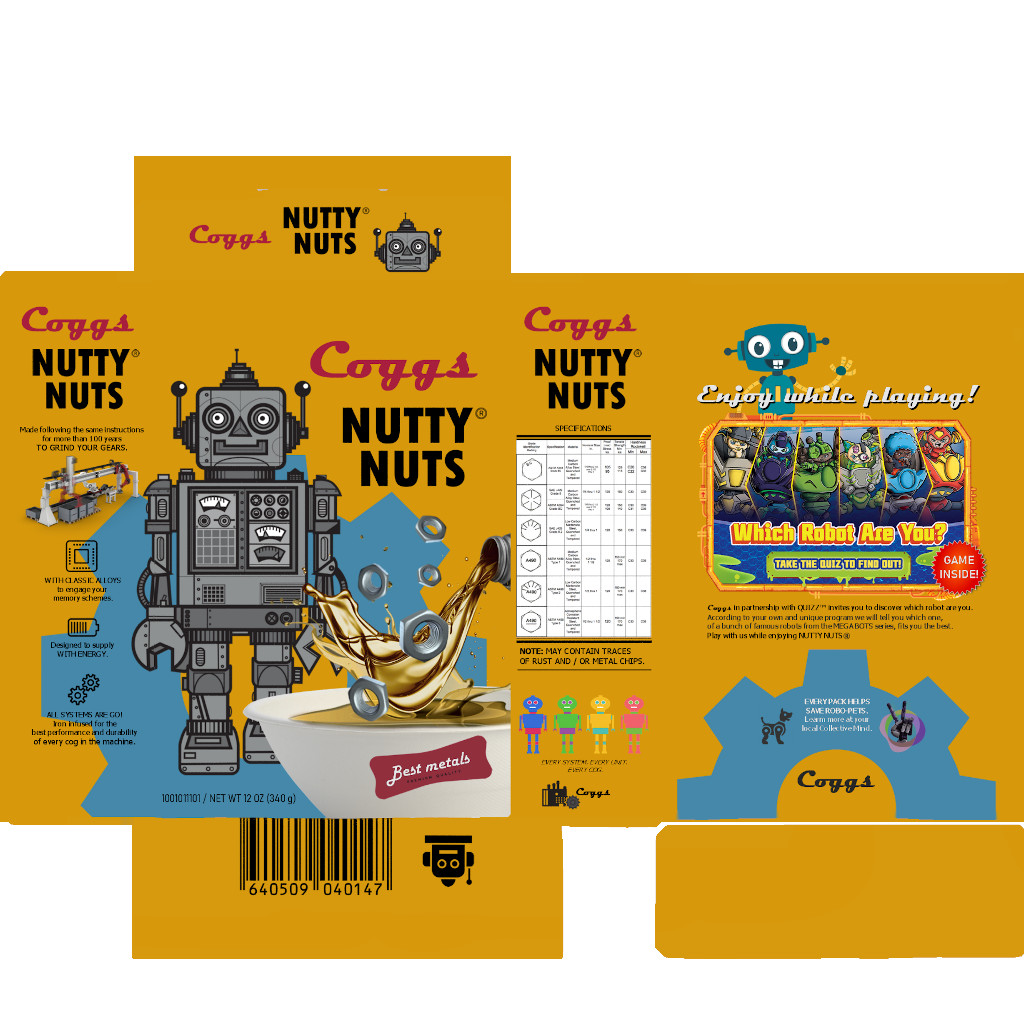 Coggs
NUTTY®
NUTS
Coggs
NUTTY®
NUTS
Made following the same instructions
for more than 100 years
TO GRIND YOUR GEARS.
WITH CLASSIC ALLOYS
to engage your
memory schemes.
Designed to supply
WITH ENERGY.
ALL SYSTEMS ARE GO!
Iron infused for the
best performance and durability
of every cog in the machine.
Coggs
NUTTY®
NUTS
Best metals
PREMIUM QUALITY
1001011101 / NET WT 12 OZ (340 g)
640509 040147
Coggs
NUTTY®
NUTS
SPECIFICATIONS
Min Max
A490
A490
A490
NOTE: MAY CONTAIN TRACES
OF RUST AND / OR METAL CHIPS.
EVERY SYSTEM. EVERY UNIT.
EVERY COG.
Coggs
Enjoy while playing!
Which Robot Are You?
TAKE THE QUIZ TO FIND OUT!
GAME
INSIDE!
Coggs in partnership with QUIZZ™ invites you to discover which robot are you.
According to your own and unique program we will tell you which one,
of a bunch of famous robots from the MEGABOTS series, fits you the best.
Play with us while enjoying NUTTY NUTS®
EVERY PACK HELPS
SAVE ROBO-PETS.
Learn more at your
local Collective Mind.
Coggs